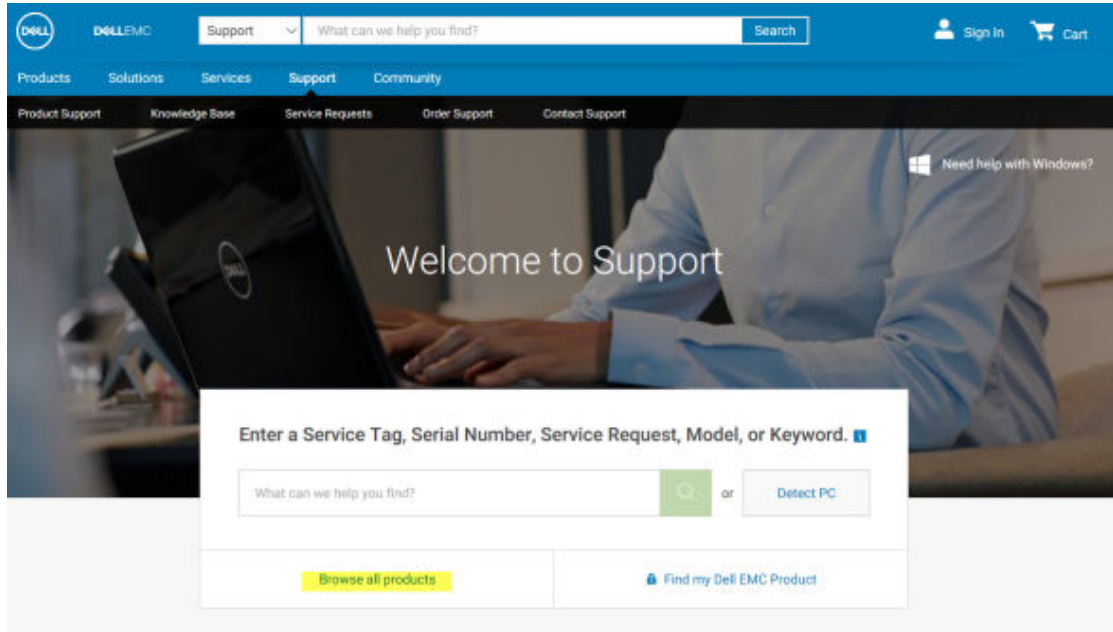 DELL DELLEMC Support What can we help you find? Search Sign In Cart
Products Solutions Services Support Community
Product Support Knowledge Base Service Requests Order Support Contact Support
Need help with Windows?
DELL
Welcome to Support
Enter a Service Tag, Serial Number, Service Request, Model, or Keyword. i
What can we help you find? or Detect PC
Browse all products Find my Dell EMC Product